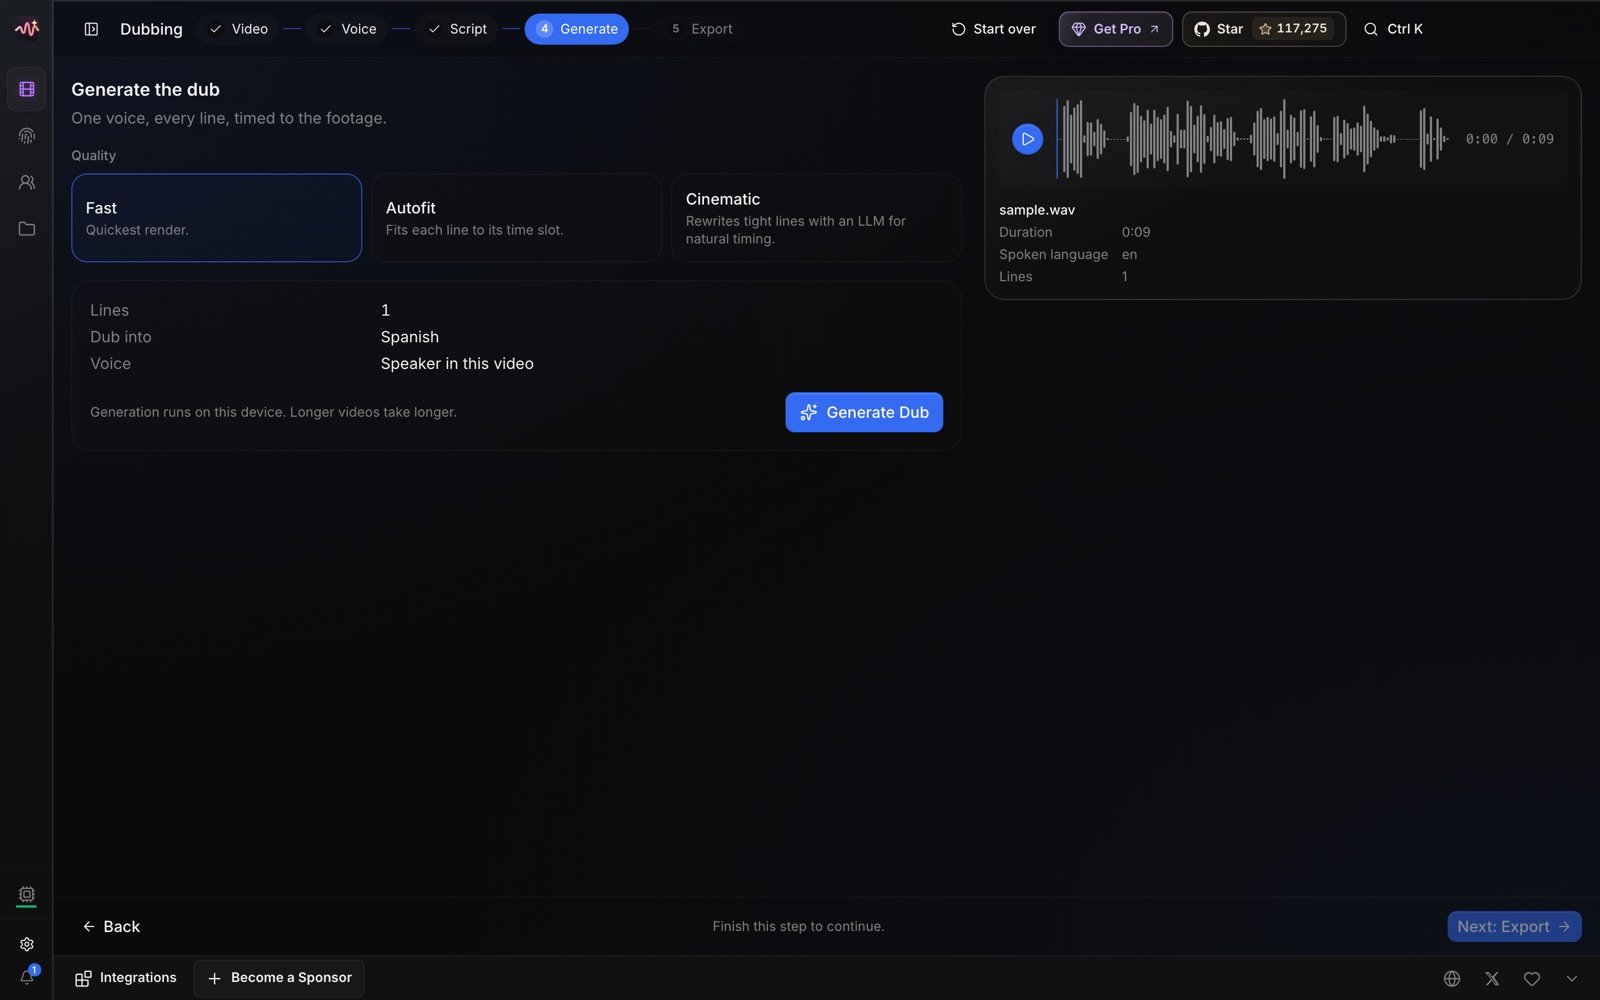 Dubbing
Video
Voice
Script
4 Generate
5 Export
Start over
Get Pro
Star 117,275
Ctrl K
Generate the dub
One voice, every line, timed to the footage.
Quality
Fast
Quickest render.
Autofit
Fits each line to its time slot.
Cinematic
Rewrites tight lines with an LLM for
natural timing.
Lines 1
Dub into Spanish
Voice Speaker in this video
Generation runs on this device. Longer videos take longer.
Generate Dub
0:00 / 0:09
sample.wav
Duration 0:09
Spoken language en
Lines 1
Back
Finish this step to continue.
Next: Export
1
Integrations
Become a Sponsor